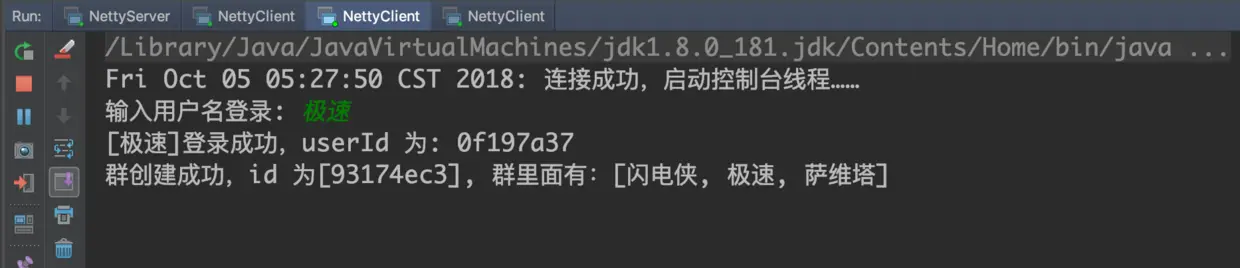 Run: NettyServer NettyClient NettyClient NettyClient
/Library/Java/JavaVirtualMachines/jdk1.8.0_181.jdk/Contents/Home/bin/java ...
Fri Oct 05 05:27:50 CST 2018: 连接成功，启动控制台线程……
输入用户名登录: 极速
[极速]登录成功，userId 为: 0f197a37
群创建成功，id 为[93174ec3], 群里面有：[闪电侠, 极速, 萨维塔]